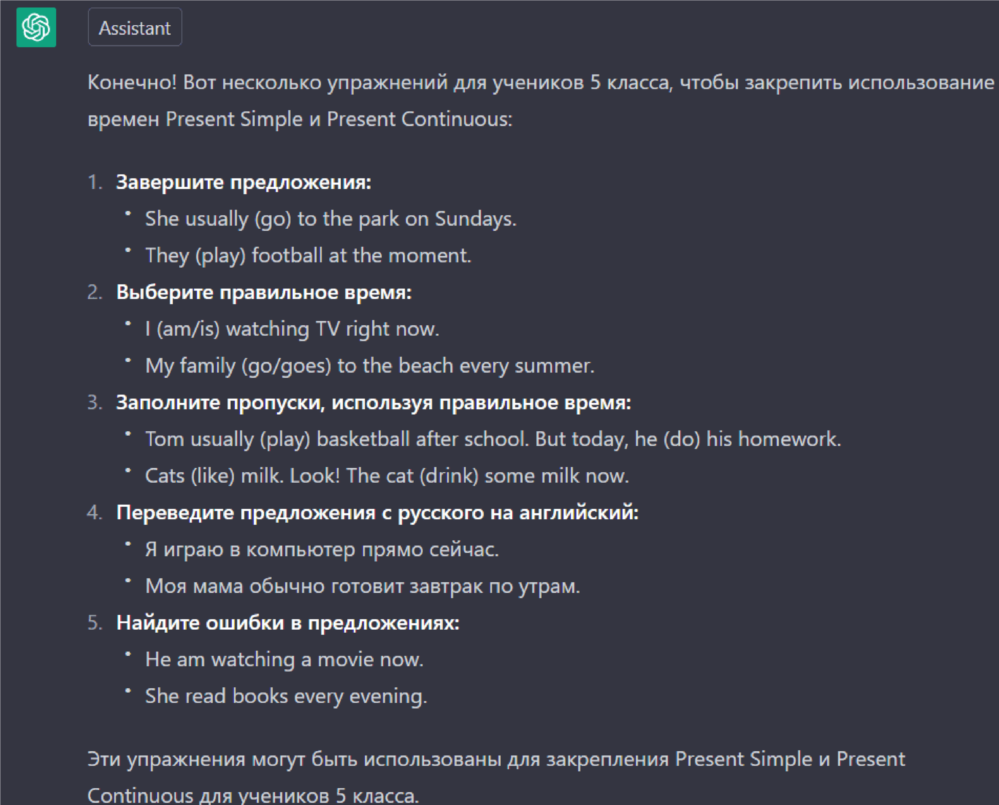 Assistant
Конечно! Вот несколько упражнений для учеников 5 класса, чтобы закрепить использование
времен Present Simple и Present Continuous:
1. Завершите предложения:
• She usually (go) to the park on Sundays.
• They (play) football at the moment.
2. Выберите правильное время:
• I (am/is) watching TV right now.
• My family (go/goes) to the beach every summer.
3. Заполните пропуски, используя правильное время:
• Tom usually (play) basketball after school. But today, he (do) his homework.
• Cats (like) milk. Look! The cat (drink) some milk now.
4. Переведите предложения с русского на английский:
• Я играю в компьютер прямо сейчас.
• Моя мама обычно готовит завтрак по утрам.
5. Найдите ошибки в предложениях:
• He am watching a movie now.
• She read books every evening.
Эти упражнения могут быть использованы для закрепления Present Simple и Present
Continuous для учеников 5 класса.